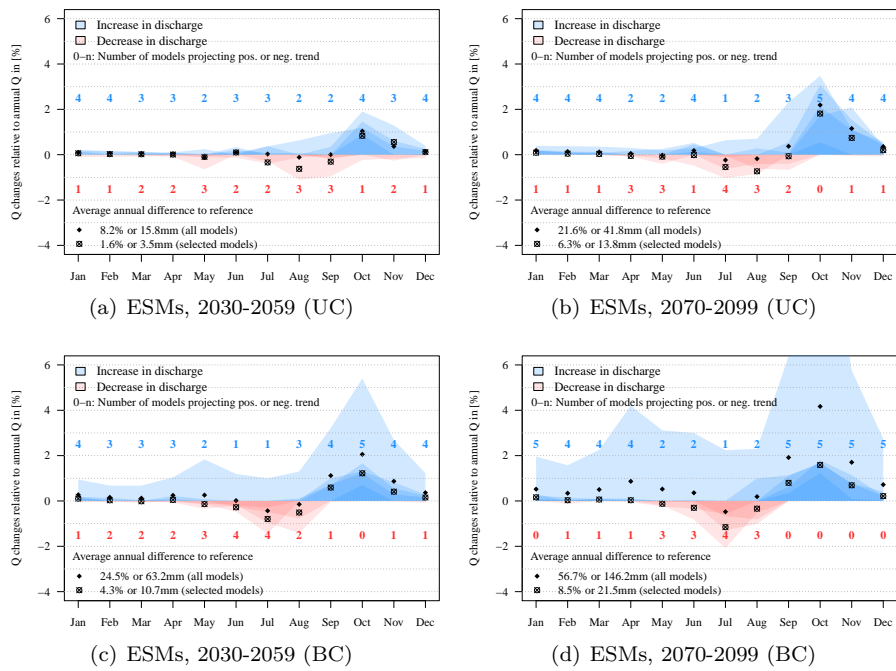 6
4
2
0
−2
−4
Q changes relative to annual Q in [%]
Increase in discharge
Decrease in discharge
0−n: Number of models projecting pos. or neg. trend
4 4 3 3 2 3 3 2 3 4 3 4
1 1 2 2 3 2 2 3 2 1 2 1
Average annual difference to reference
8.2% or 15.8mm (all models)
1.6% or 3.5mm (selected models)
Jan Feb Mar Apr May Jun Jul Aug Sep Oct Nov Dec
(a) ESMs, 2030-2059 (UC)
6
4
2
0
−2
−4
Q changes relative to annual Q in [%]
Increase in discharge
Decrease in discharge
0−n: Number of models projecting pos. or neg. trend
4 4 4 2 2 4 1 2 3 5 4 4
1 1 1 3 3 1 4 3 2 0 1 1
Average annual difference to reference
21.6% or 41.8mm (all models)
6.3% or 13.8mm (selected models)
Jan Feb Mar Apr May Jun Jul Aug Sep Oct Nov Dec
(b) ESMs, 2070-2099 (UC)
6
4
2
0
−2
−4
Q changes relative to annual Q in [%]
Increase in discharge
Decrease in discharge
0−n: Number of models projecting pos. or neg. trend
4 3 3 3 2 1 1 3 4 5 4 4
1 2 2 2 3 4 4 2 1 0 1 1
Average annual difference to reference
24.5% or 63.2mm (all models)
4.3% or 10.7mm (selected models)
Jan Feb Mar Apr May Jun Jul Aug Sep Oct Nov Dec
(c) ESMs, 2030-2059 (BC)
6
4
2
0
−2
−4
Q changes relative to annual Q in [%]
Increase in discharge
Decrease in discharge
0−n: Number of models projecting pos. or neg. trend
5 4 4 4 2 2 1 2 5 5 5 5
0 1 1 1 3 3 4 3 0 0 0 0
Average annual difference to reference
56.7% or 146.2mm (all models)
8.5% or 21.5mm (selected models)
Jan Feb Mar Apr May Jun Jul Aug Sep Oct Nov Dec
(d) ESMs, 2070-2099 (BC)